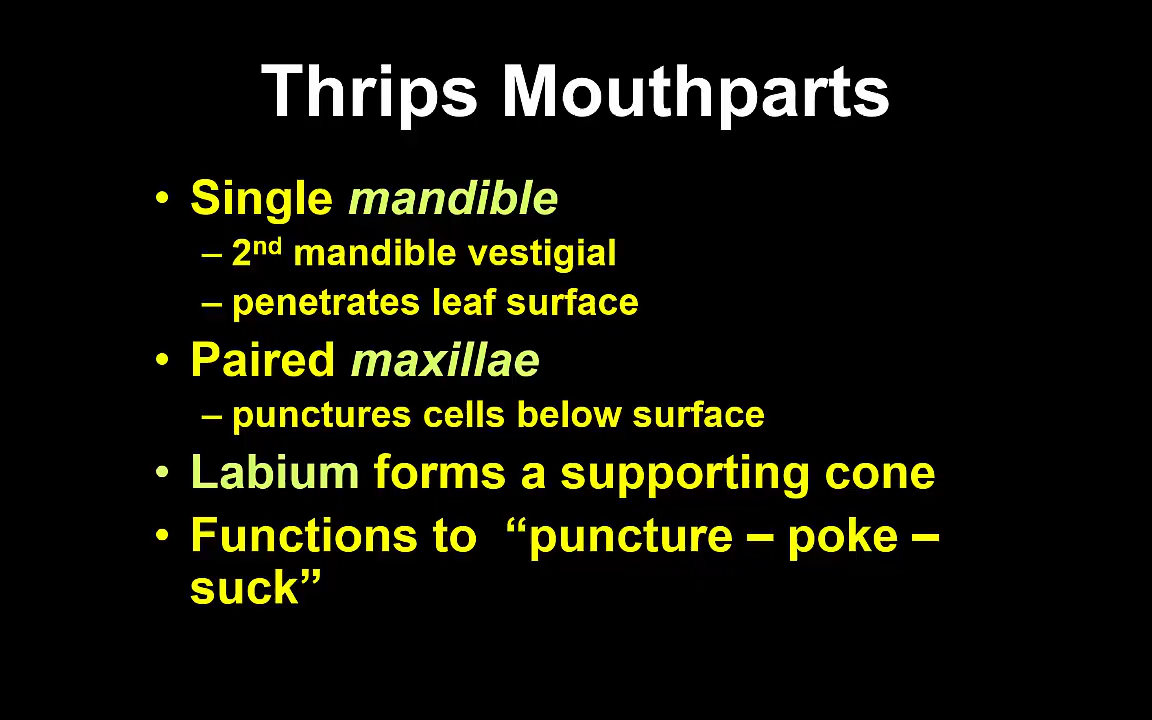 Thrips Mouthparts
• Single mandible
– 2nd mandible vestigial
– penetrates leaf surface
• Paired maxillae
– punctures cells below surface
• Labium forms a supporting cone
• Functions to “puncture – poke –
suck”